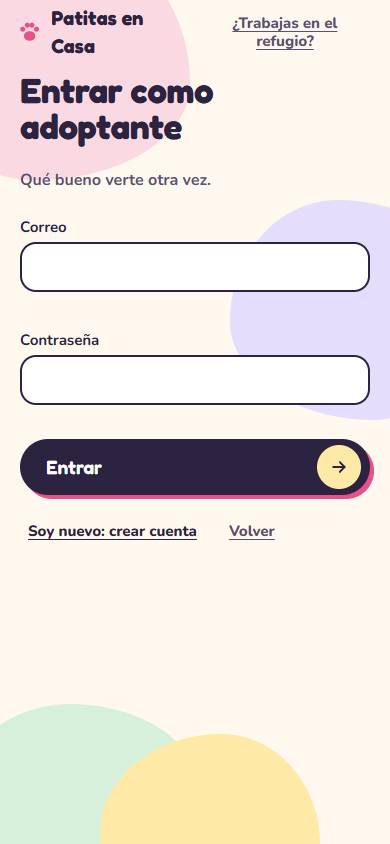 Patitas en
Casa
¿Trabajas en el
refugio?
Entrar como
adoptante
Qué bueno verte otra vez.
Correo
Contraseña
Entrar
Soy nuevo: crear cuenta
Volver